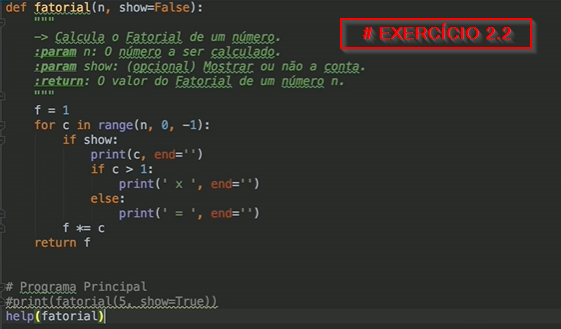 def fatorial(n, show=False):
    """
# EXERCÍCIO 2.2
    -> Calcula o Fatorial de um número.
    :param n: O número a ser calculado.
    :param show: (opcional) Mostrar ou não a conta.
    :return: O valor do Fatorial de um número n.
    """
    f = 1
    for c in range(n, 0, -1):
        if show:
            print(c, end='')
            if c > 1:
                print(' x ', end='')
            else:
                print(' = ', end='')
        f *= c
    return f
# Programa Principal
#print(fatorial(5, show=True))
help(fatorial)